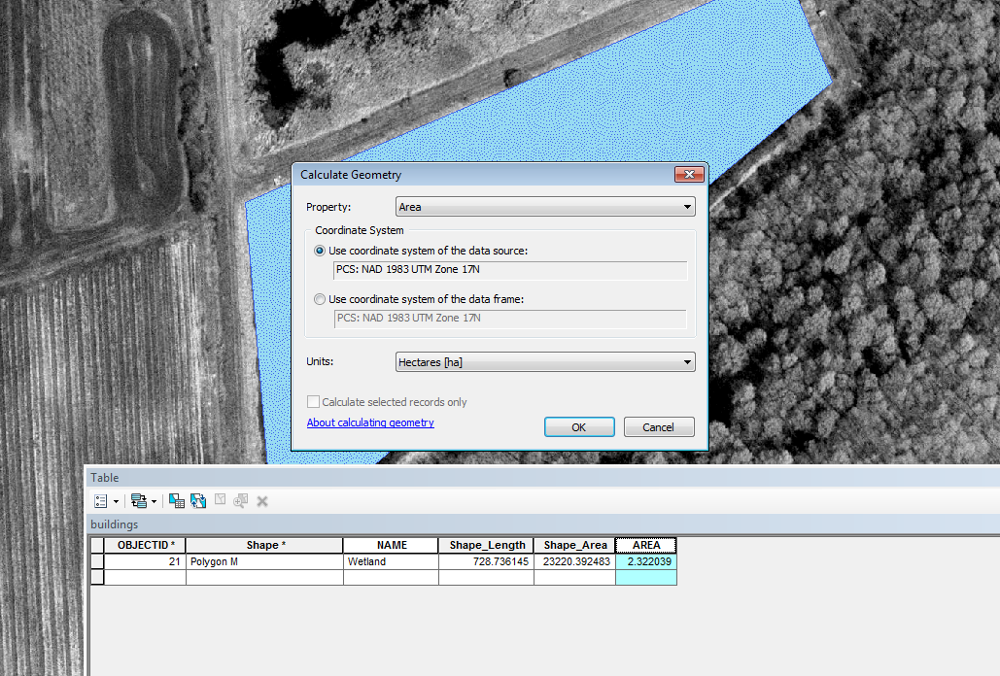 Calculate Geometry
Property:
Area
Coordinate System
Use coordinate system of the data source:
PCS: NAD 1983 UTM Zone 17N
Use coordinate system of the data frame:
PCS: NAD 1983 UTM Zone 17N
Units:
Hectares [ha]
Calculate selected records only
About calculating geometry
OK Cancel
Table
buildings
OBJECTID * Shape * NAME Shape_Length Shape_Area AREA
21 Polygon M Wetland 728.736145 23220.392483 2.322039